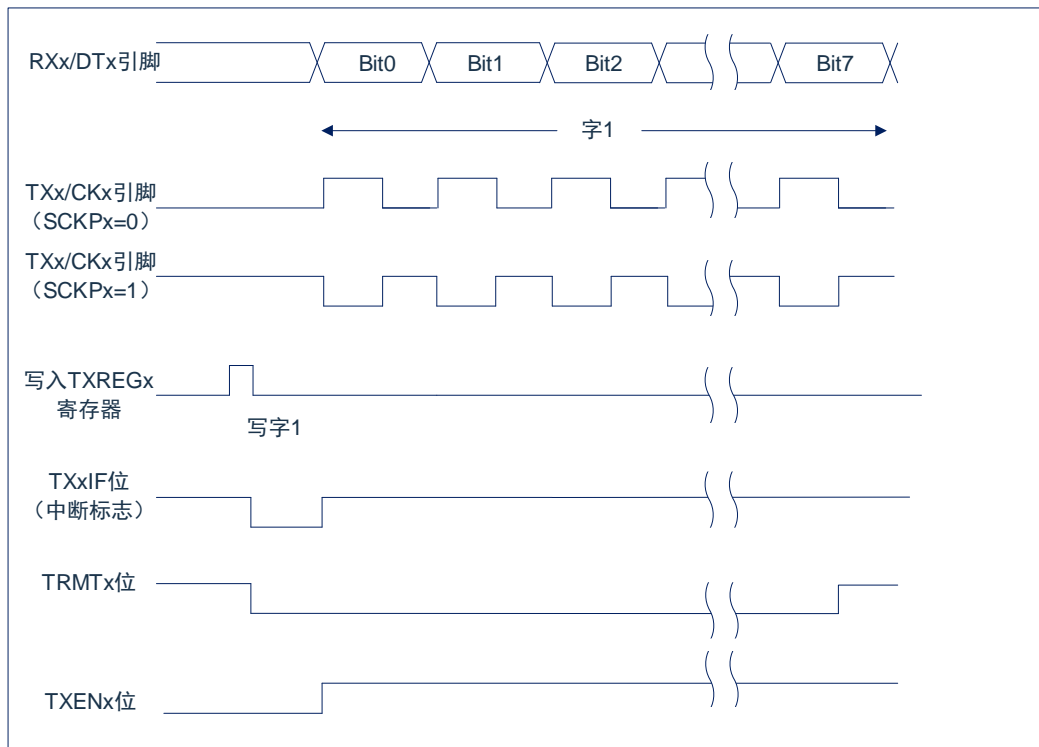 RXx/DTx引脚
Bit0
Bit1
Bit2
Bit7
字1
TXx/CKx引脚
（SCKPx=0）
TXx/CKx引脚
（SCKPx=1）
写入TXREGx
寄存器
写字1
TXxIF位
（中断标志）
TRMTx位
TXENx位